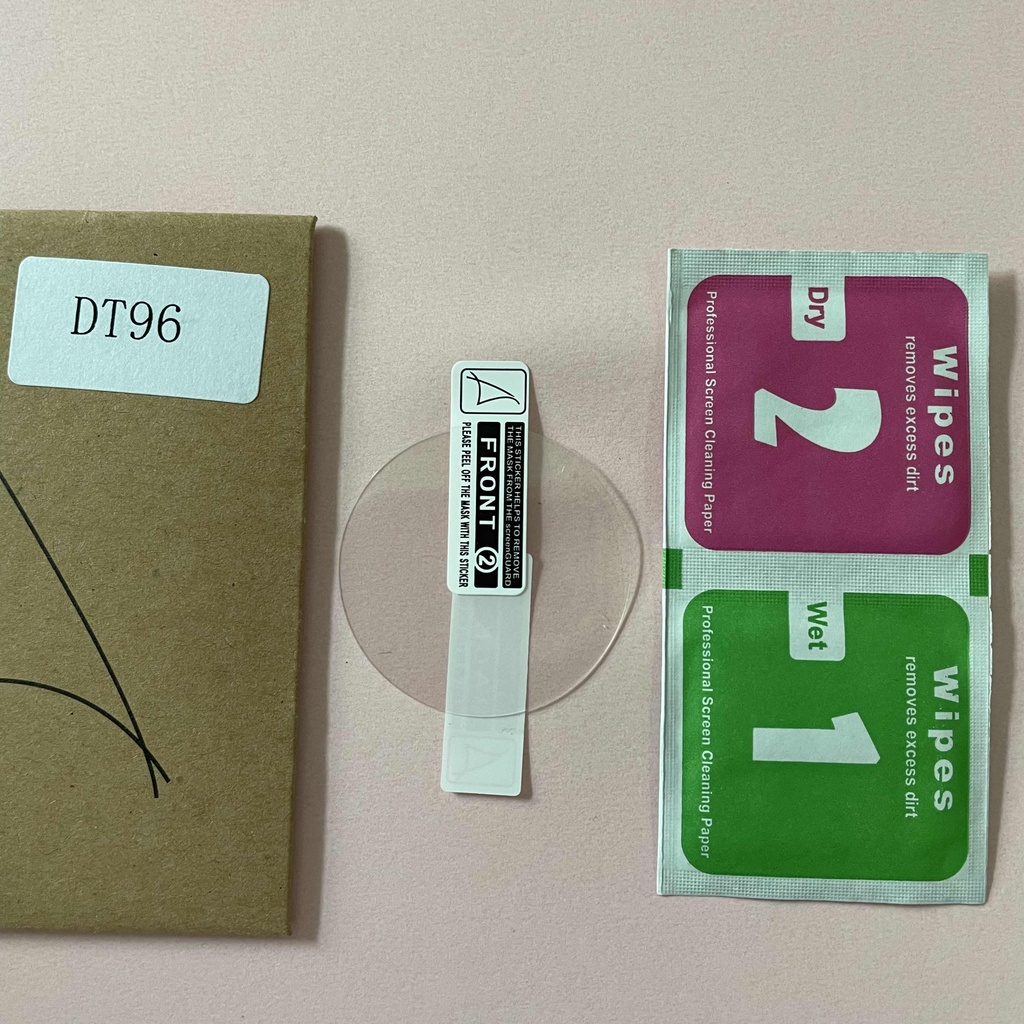 DT96
THIS STICKER HELPS TO REMOVE
THE MASK FROM THE screenGUARD
FRONT ②
PLEASE PEEL OFF THE MASK WITH THIS STICKER
Wipes
removes excess dirt
Dry
2
Professional Screen Cleaning Paper
Wipes
removes excess dirt
Wet
1
Professional Screen Cleaning Paper